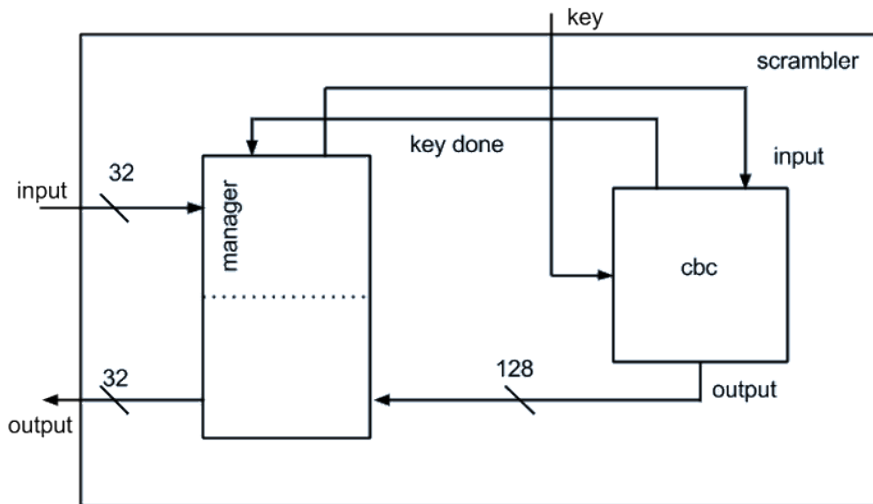 key
scrambler
key done
input
32
input
manager
cbc
32
128
output
output